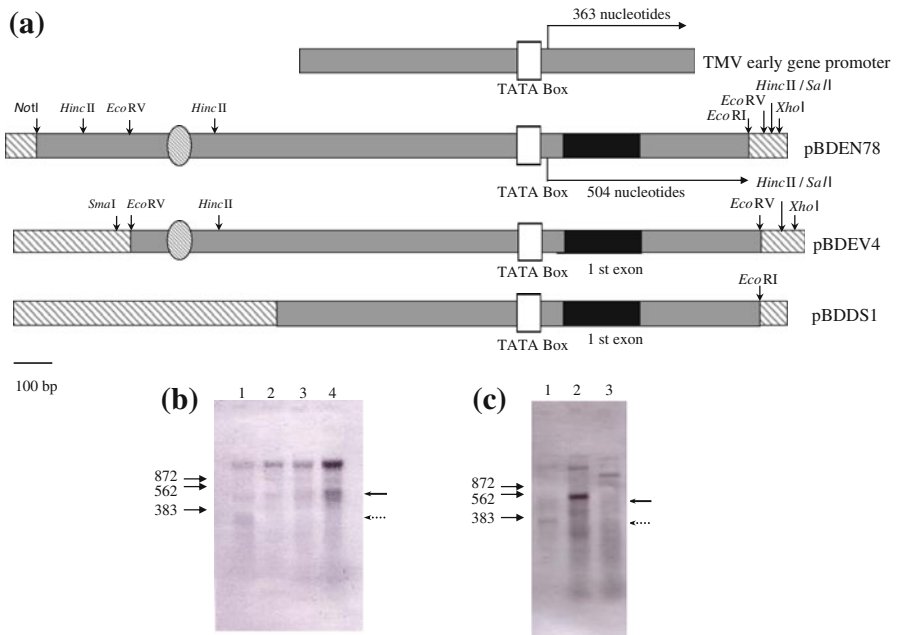 (a)
363 nucleotides
TMV early gene promoter
TATA Box
NotI HincII EcoRV HincII
HincII / SalI
EcoRV XhoI
EcoRI
pBDEN78
TATA Box 504 nucleotides
HincII / SalI
SmaI EcoRV HincII EcoRV XhoI
pBDEV4
TATA Box 1 st exon
EcoRI
pBDDS1
TATA Box 1 st exon
100 bp
(b)
1 2 3 4
872
562
383
(c)
1 2 3
872
562
383